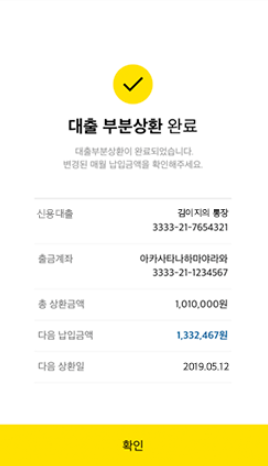 대출 부분상환 완료
대출부분상환이 완료되었습니다.
변경된 매월 납입금액을 확인해주세요.
신용대출 김이지의 통장
3333-21-7654321
출금계좌 아카사타나하마야라와
3333-21-1234567
총 상환금액 1,010,000원
다음 납입금액 1,332,467원
다음 상환일 2019.05.12
확인